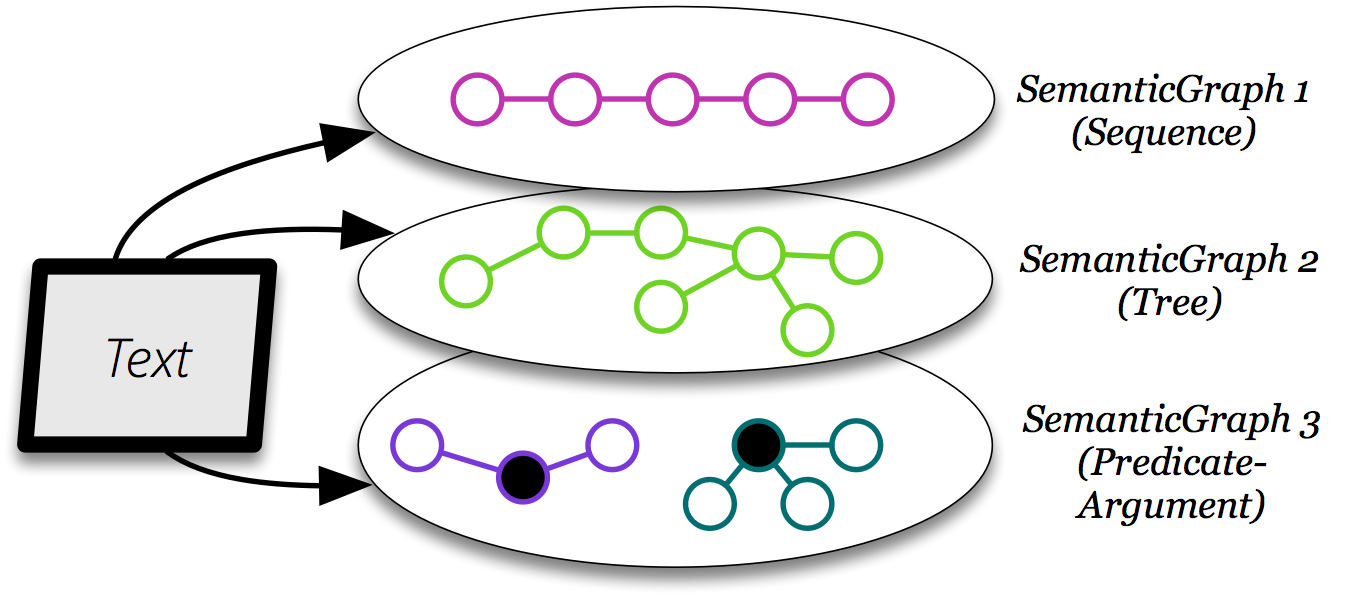 SemanticGraph 1
(Sequence)
SemanticGraph 2
(Tree)
Text
SemanticGraph 3
(Predicate-
Argument)